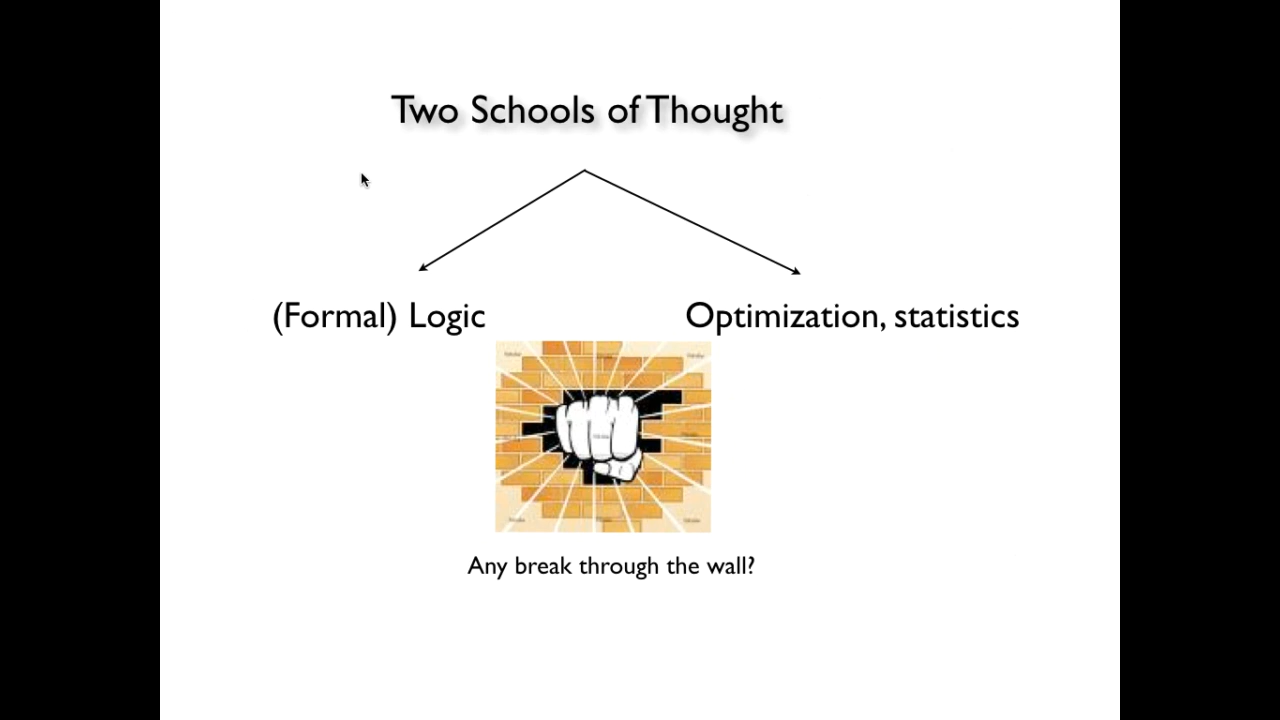 Two Schools of Thought
(Formal) Logic
Optimization, statistics
Any break through the wall?